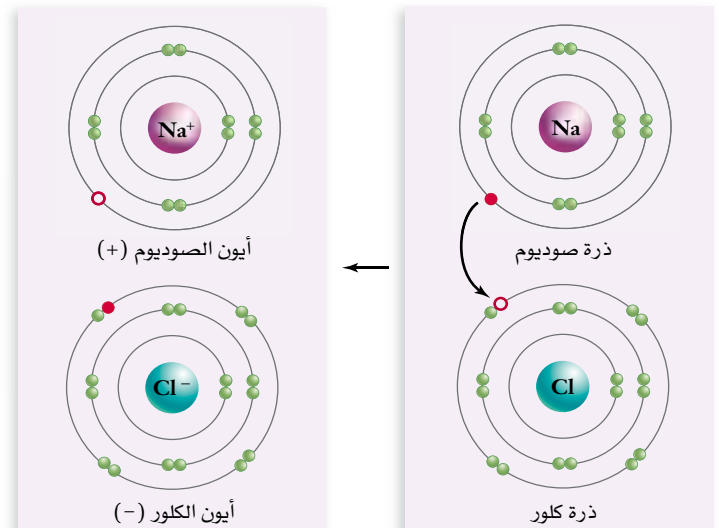 Na
ذرة صوديوم
Cl
ذرة كلور
Na⁺
أيون الصوديوم (+)
Cl⁻
أيون الكلور (−)